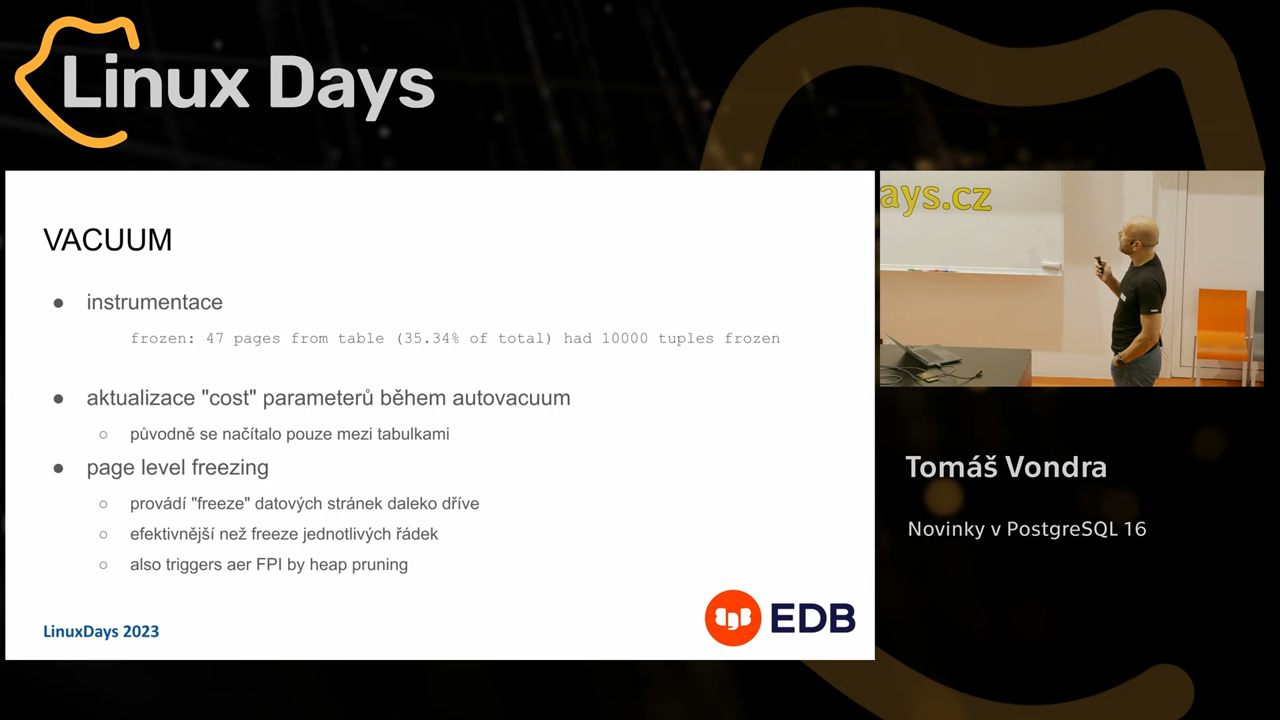 Linux Days
VACUUM
● instrumentace
frozen: 47 pages from table (35.34% of total) had 10000 tuples frozen
● aktualizace "cost" parameterů během autovacuum
○ původně se načítalo pouze mezi tabulkami
● page level freezing
○ provádí "freeze" datových stránek daleko dříve
○ efektivnější než freeze jednotlivých řádek
○ also triggers aer FPI by heap pruning
LinuxDays 2023
EDB
ays.cz
Tomáš Vondra
Novinky v PostgreSQL 16